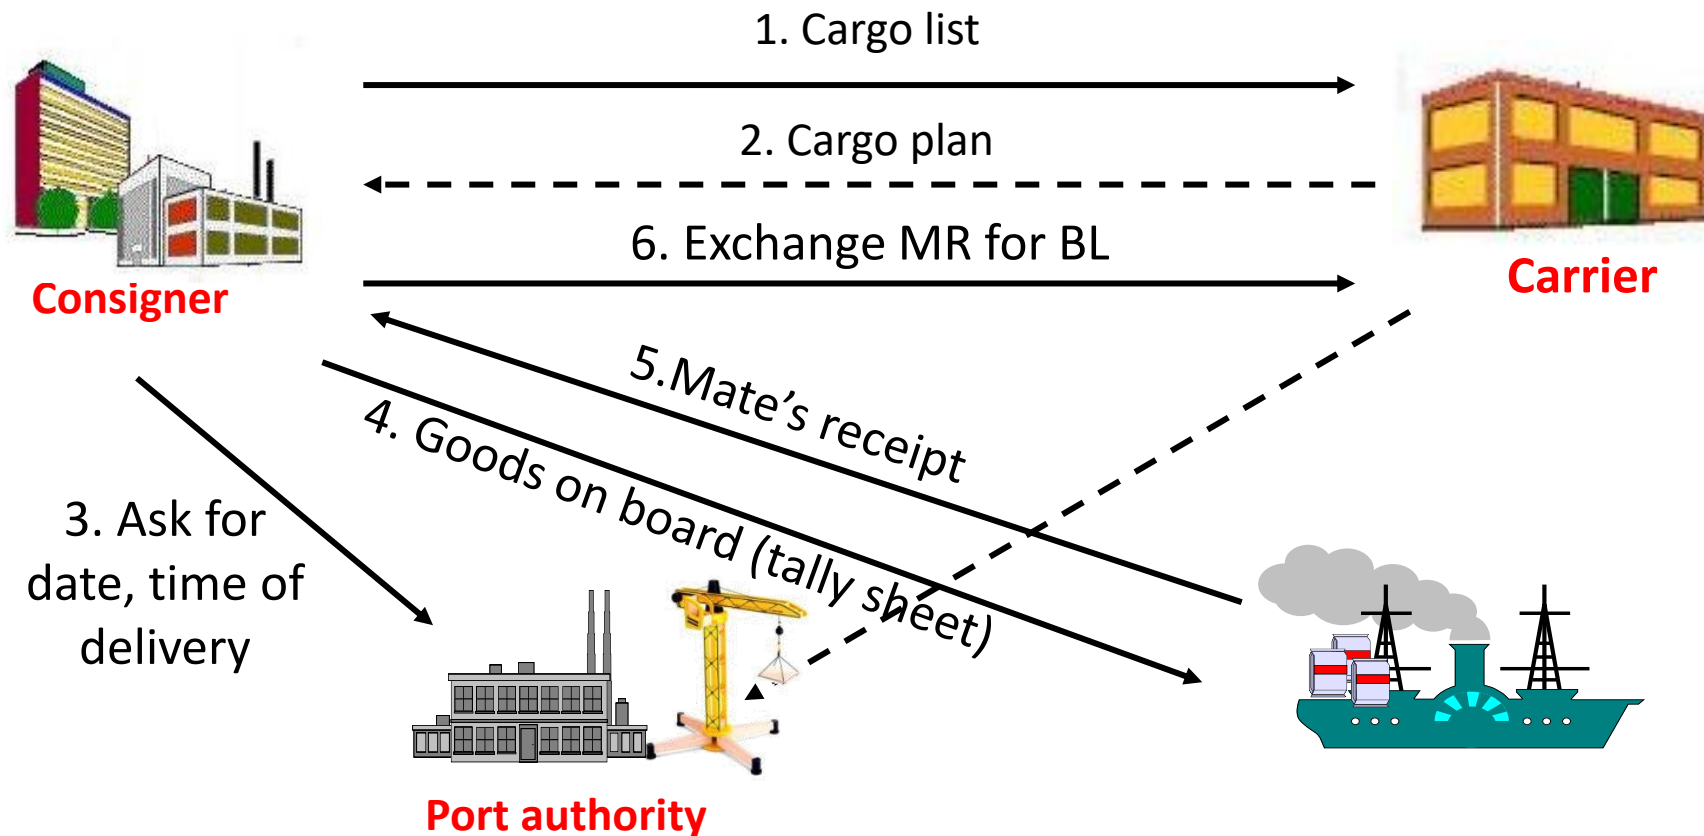 1. Cargo list
2. Cargo plan
6. Exchange MR for BL
Consigner
Carrier
5.Mate’s receipt
4. Goods on board (tally sheet)
3. Ask for
date, time of
delivery
Port authority